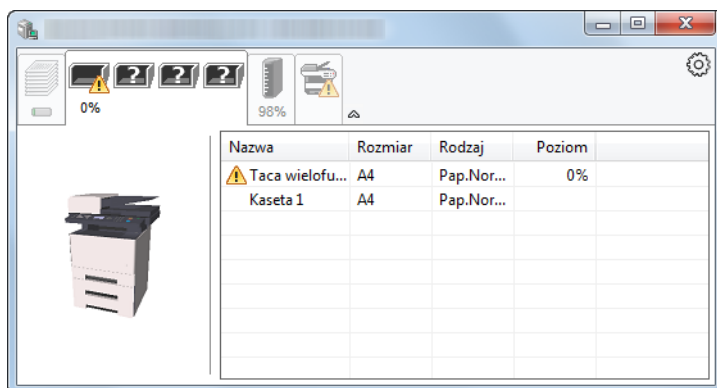 0%
98%
Nazwa Rozmiar Rodzaj Poziom
Taca wielofu... A4 Pap.Nor... 0%
Kaseta 1 A4 Pap.Nor...